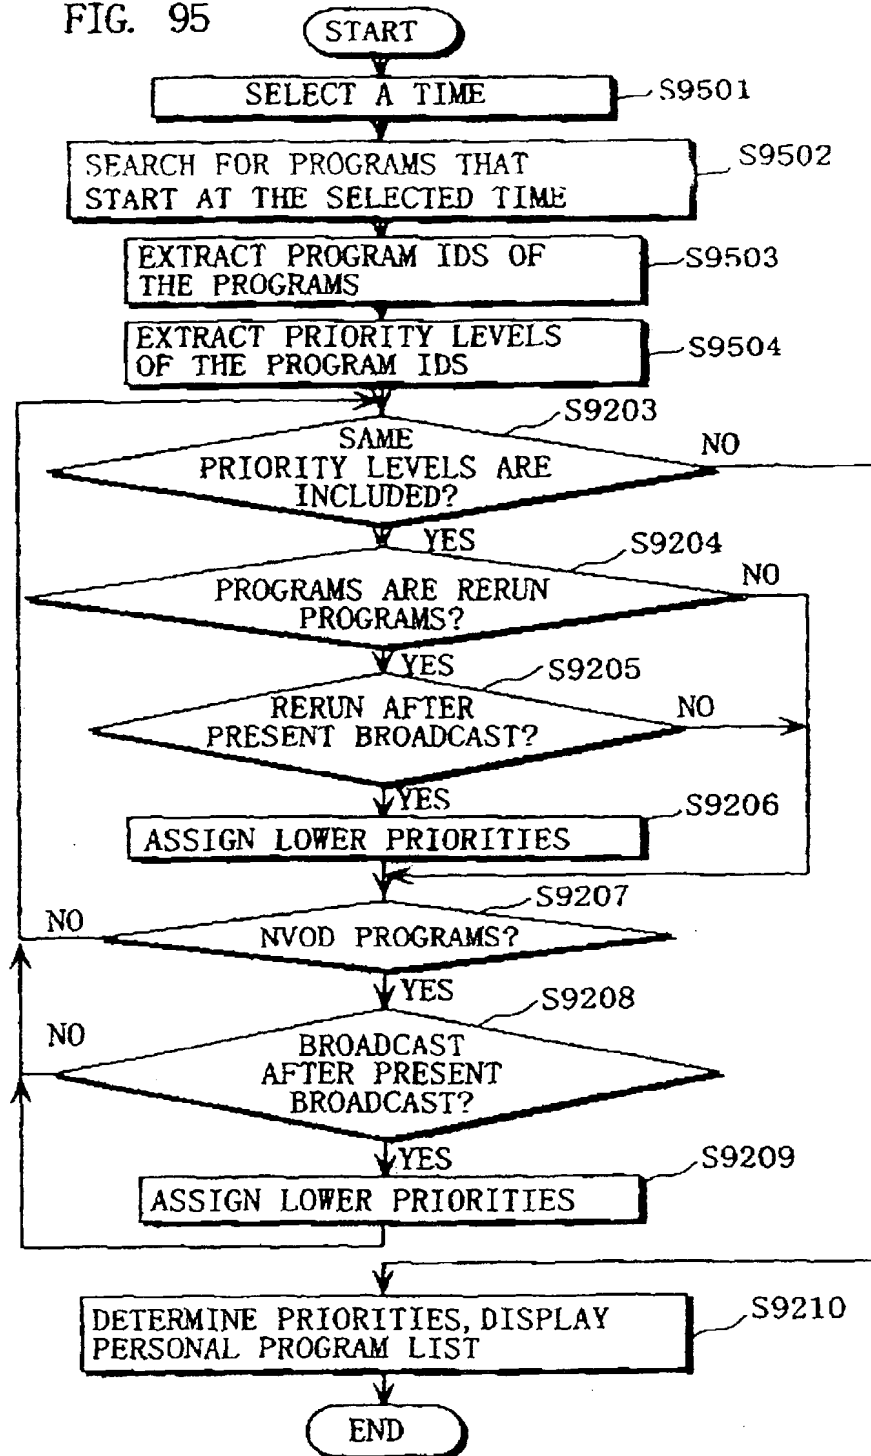 FIG. 95
START
SELECT A TIME
S9501
SEARCH FOR PROGRAMS THAT
START AT THE SELECTED TIME
S9502
EXTRACT PROGRAM IDS OF
THE PROGRAMS
S9503
EXTRACT PRIORITY LEVELS
OF THE PROGRAM IDS
S9504
S9203
SAME
PRIORITY LEVELS ARE
INCLUDED?
NO
YES
S9204
PROGRAMS ARE RERUN
PROGRAMS?
NO
YES
S9205
RERUN AFTER
PRESENT BROADCAST?
NO
YES
S9206
ASSIGN LOWER PRIORITIES
S9207
NO
NVOD PROGRAMS?
YES
S9208
NO
BROADCAST
AFTER PRESENT
BROADCAST?
YES
S9209
ASSIGN LOWER PRIORITIES
DETERMINE PRIORITIES, DISPLAY
PERSONAL PROGRAM LIST
S9210
END